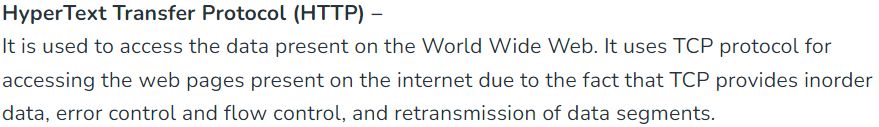 HyperText Transfer Protocol (HTTP) –
It is used to access the data present on the World Wide Web. It uses TCP protocol for
accessing the web pages present on the internet due to the fact that TCP provides inorder
data, error control and flow control, and retransmission of data segments.